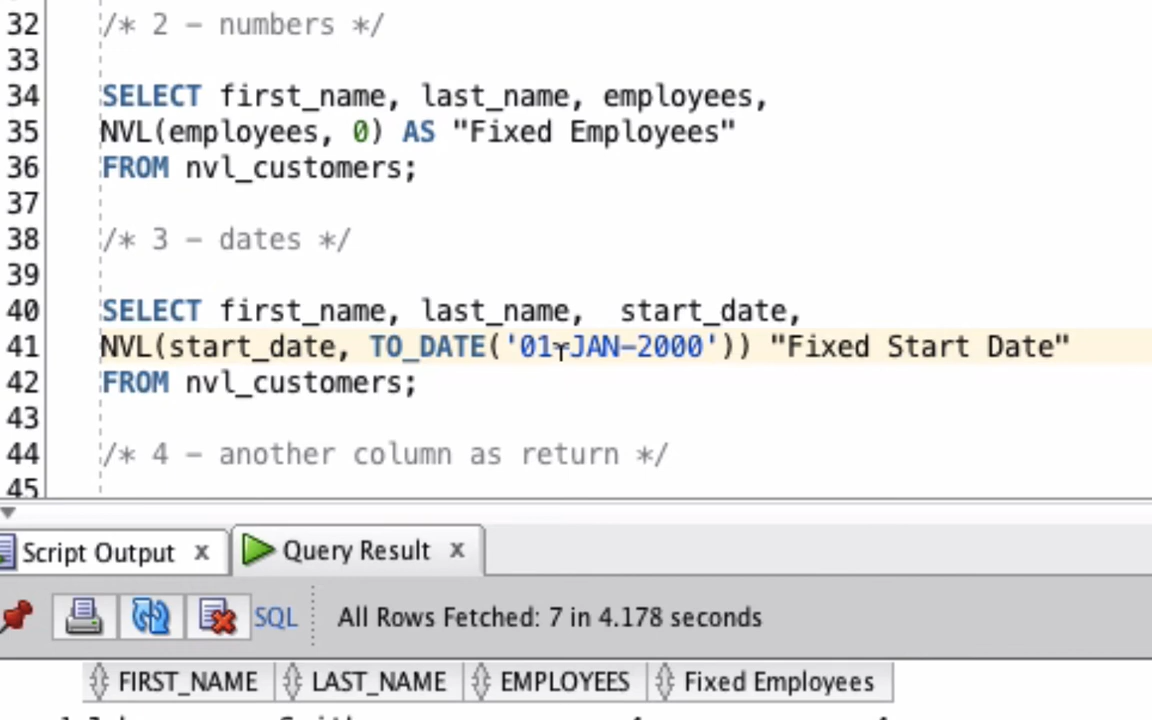 32 /* 2 - numbers */
33
34 SELECT first_name, last_name, employees,
35 NVL(employees, 0) AS "Fixed Employees"
36 FROM nvl_customers;
37
38 /* 3 - dates */
39
40 SELECT first_name, last_name,  start_date,
41 NVL(start_date, TO_DATE('01-JAN-2000')) "Fixed Start Date"
42 FROM nvl_customers;
43
44 /* 4 - another column as return */
45
Script Output x Query Result x
SQL All Rows Fetched: 7 in 4.178 seconds
FIRST_NAME LAST_NAME EMPLOYEES Fixed Employees